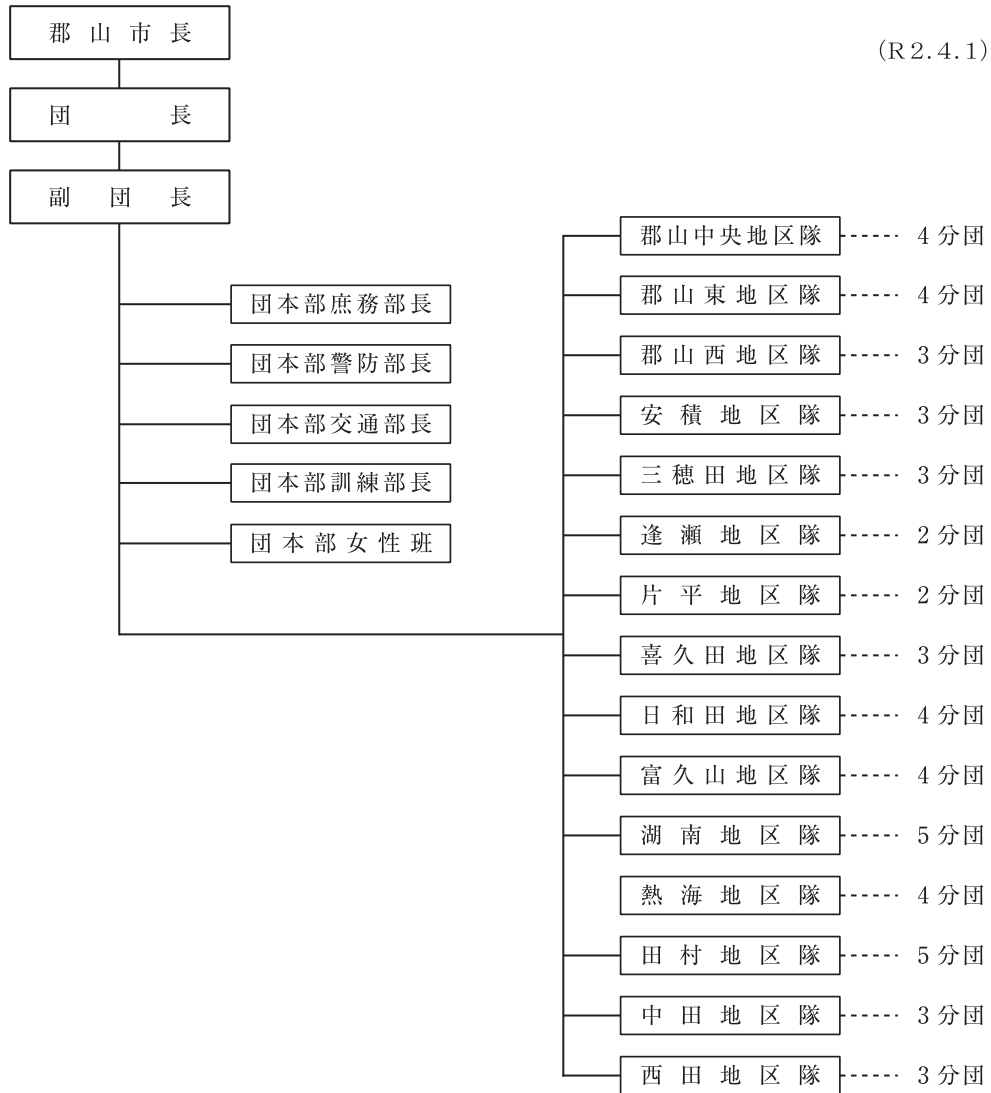 郡山市長
(R2.4.1)
団長
副団長
団本部庶務部長
団本部警防部長
団本部交通部長
団本部訓練部長
団本部女性班
郡山中央地区隊 4分団
郡山東地区隊 4分団
郡山西地区隊 3分団
安積地区隊 3分団
三穂田地区隊 3分団
逢瀬地区隊 2分団
片平地区隊 2分団
喜久田地区隊 3分団
日和田地区隊 4分団
富久山地区隊 4分団
湖南地区隊 5分団
熱海地区隊 4分団
田村地区隊 5分団
中田地区隊 3分団
西田地区隊 3分団